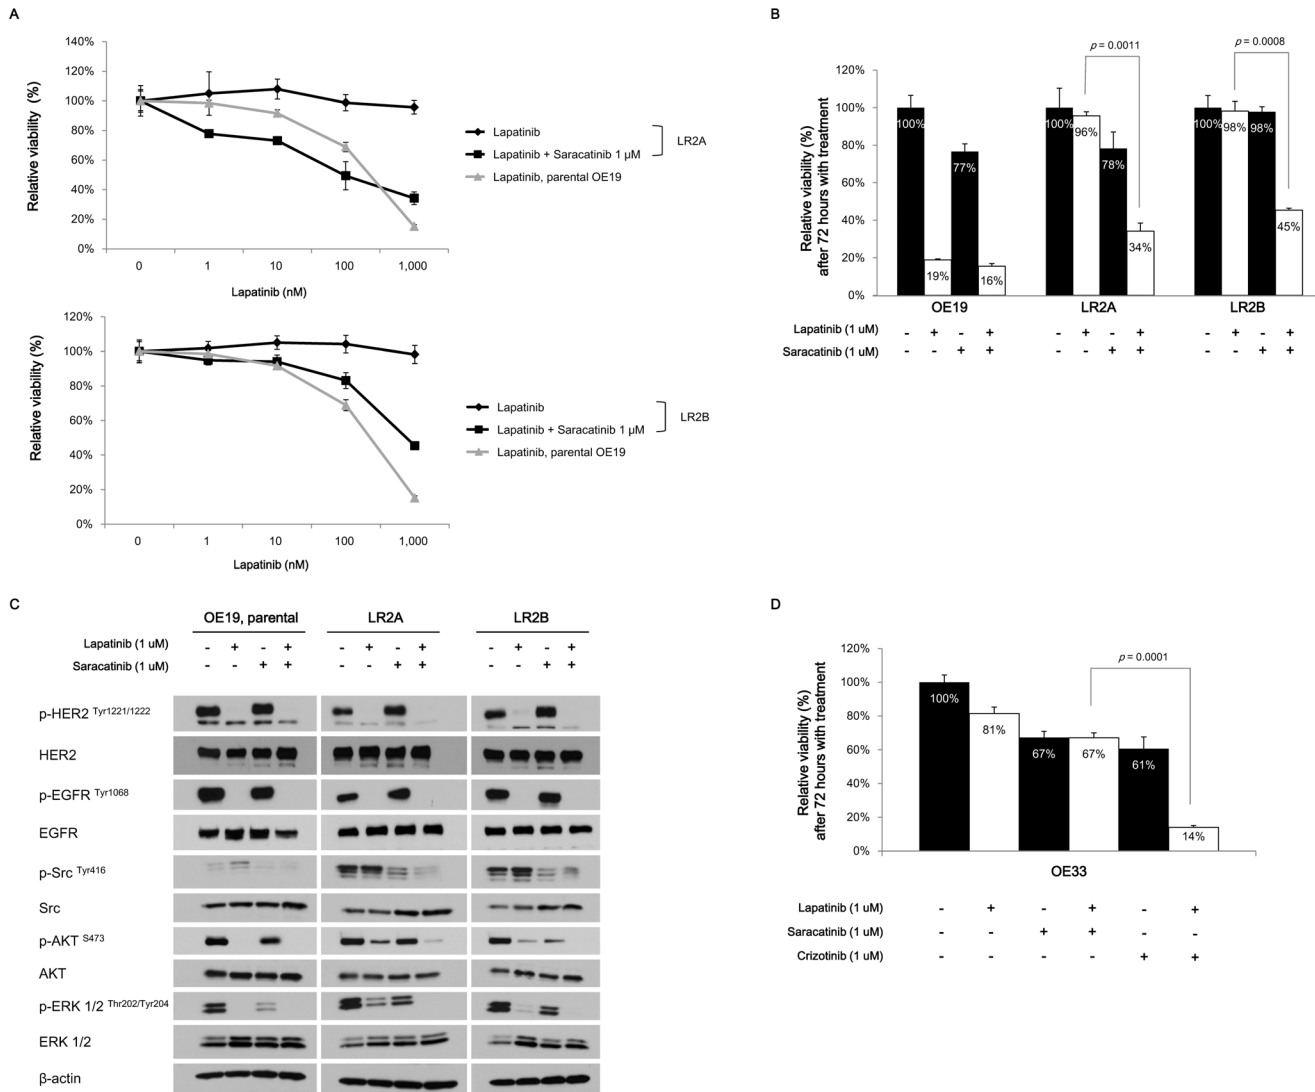 A
Relative viability (%)
140%
120%
100%
80%
60%
40%
20%
0%
0 1 10 100 1,000
Lapatinib (nM)
Lapatinib
Lapatinib + Saracatinib 1 µM
Lapatinib, parental OE19
LR2A
Relative viability (%)
120%
100%
80%
60%
40%
20%
0%
0 1 10 100 1,000
Lapatinib (nM)
Lapatinib
Lapatinib + Saracatinib 1 µM
Lapatinib, parental OE19
LR2B
B
Relative viability (%)
after 72 hours with treatment
120%
100%
80%
60%
40%
20%
0%
p = 0.0011
p = 0.0008
100% 19% 77% 16%
100% 96% 78% 34%
100% 98% 98% 45%
OE19 LR2A LR2B
Lapatinib (1 uM) - + - + - + - + - + - +
Saracatinib (1 uM) - - + + - - + + - - + +
C
OE19, parental LR2A LR2B
Lapatinib (1 uM) - + - + - + - + - + - +
Saracatinib (1 uM) - - + + - - + + - - + +
p-HER2 Tyr1221/1222
HER2
p-EGFR Tyr1068
EGFR
p-Src Tyr416
Src
p-AKT S473
AKT
p-ERK 1/2 Thr202/Tyr204
ERK 1/2
β-actin
D
Relative viability (%)
after 72 hours with treatment
120%
100%
80%
60%
40%
20%
0%
p = 0.0001
100% 81% 67% 67% 61% 14%
OE33
Lapatinib (1 uM) - + - + - +
Saracatinib (1 uM) - - + + - -
Crizotinib (1 uM) - - - - + +